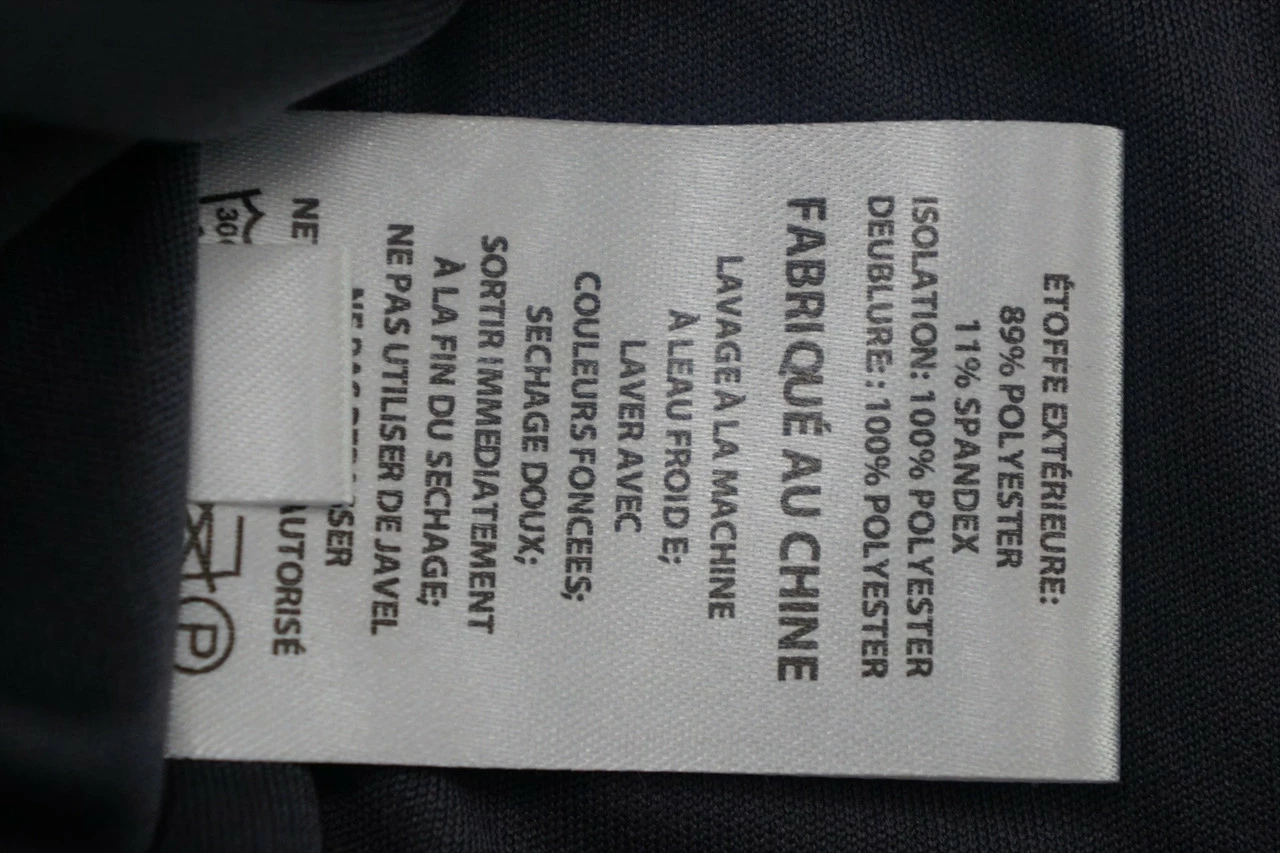 ÉTOFFE EXTÉRIEURE:
89% POLYESTER
11% SPANDEX
ISOLATION: 100% POLYESTER
DEUBLURE: : 100% POLYESTER
FABRIQUÉ AU CHINE
LAVAGE À LA MACHINE
À LEAU FROID E;
LAVER AVEC
COULEURS FONCEES;
SECHAGE DOUX;
SORTIR IMMEDIATEMENT
À LA FIN DU SECHAGE;
NE PAS UTILISER DE JAVEL
NE
AUTORISÉ
30
P